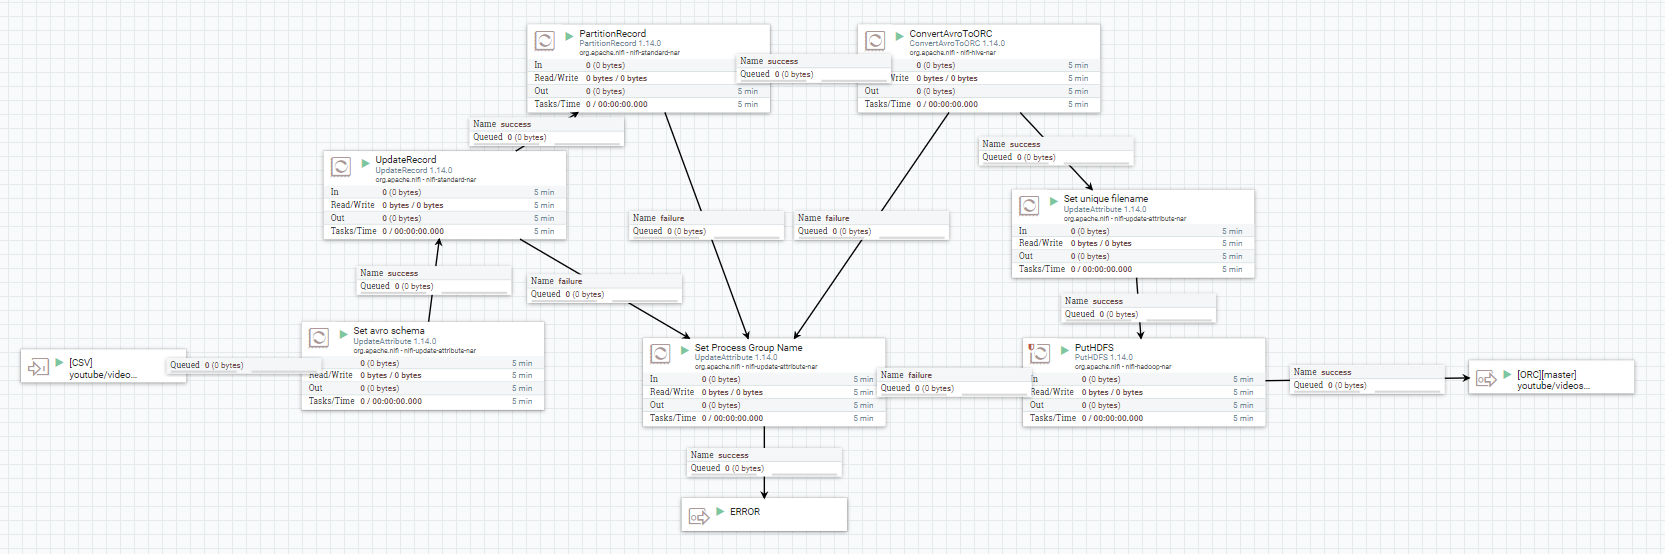 PartitionRecord
PartitionRecord 1.14.0
org.apache.nifi - nifi-standard-nar
In 0 (0 bytes)
Read/Write 0 bytes / 0 bytes
Out 0 (0 bytes) 5 min
Tasks/Time 0 / 00:00:00.000 5 min
Name success
Queued 0 (0 bytes)
ConvertAvroToORC
ConvertAvroToORC 1.14.0
org.apache.nifi - nifi-hive-nar
0 (0 bytes) 5 min
Write 0 bytes / 0 bytes 5 min
Out 0 (0 bytes) 5 min
Tasks/Time 0 / 00:00:00.000 5 min
Name success
Queued 0 (0 bytes)
Name success
Queued 0 (0 bytes)
UpdateRecord
UpdateRecord 1.14.0
org.apache.nifi - nifi-standard-nar
In 0 (0 bytes) 5 min
Read/Write 0 bytes / 0 bytes 5 min
Out 0 (0 bytes) 5 min
Tasks/Time 0 / 00:00:00.000 5 min
Set unique filename
UpdateAttribute 1.14.0
org.apache.nifi - nifi-update-attribute-nar
In 0 (0 bytes) 5 min
Read/Write 0 bytes / 0 bytes 5 min
Out 0 (0 bytes) 5 min
Tasks/Time 0 / 00:00:00.000 5 min
Name failure
Queued 0 (0 bytes)
Name failure
Queued 0 (0 bytes)
Name success
Queued 0 (0 bytes)
Name failure
Queued 0 (0 bytes)
Name success
Queued 0 (0 bytes)
[CSV]
youtube/video...
Queued 0 (0 bytes)
Set avro schema
UpdateAttribute 1.14.0
org.apache.nifi - nifi-update-attribute-nar
0 (0 bytes) 5 min
Read/Write 0 bytes / 0 bytes 5 min
Out 0 (0 bytes) 5 min
Tasks/Time 0 / 00:00:00.000 5 min
Set Process Group Name
UpdateAttribute 1.14.0
org.apache.nifi - nifi-update-attribute-nar
In 0 (0 bytes) 5 min
Read/Write 0 bytes / 0 bytes 5 min
Out 0 (0 bytes) 5 min
Tasks/Time 0 / 00:00:00.000 5 min
Name failure
Queued 0 (0 bytes)
PutHDFS
PutHDFS 1.14.0
org.apache.nifi - nifi-hadoop-nar
In 0 (0 bytes) 5 min
Read/Write 0 bytes / 0 bytes 5 min
Out 0 (0 bytes) 5 min
Tasks/Time 0 / 00:00:00.000 5 min
Name success
Queued 0 (0 bytes)
[ORC][master]
youtube/videos...
Name success
Queued 0 (0 bytes)
ERROR